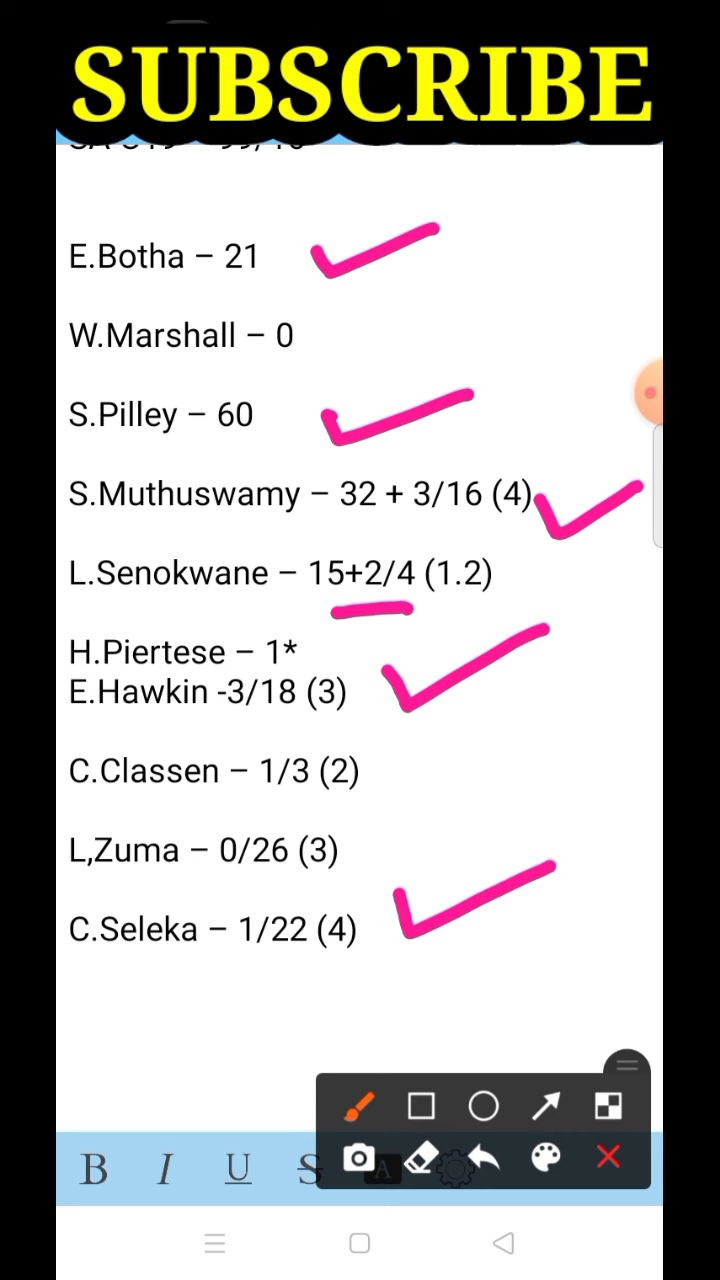 SUBSCRIBE
E.Botha – 21
W.Marshall – 0
S.Pilley – 60
S.Muthuswamy – 32 + 3/16 (4)
L.Senokwane – 15+2/4 (1.2)
H.Piertese – 1*
E.Hawkin -3/18 (3)
C.Classen – 1/3 (2)
L,Zuma – 0/26 (3)
C.Seleka – 1/22 (4)
B I U S A